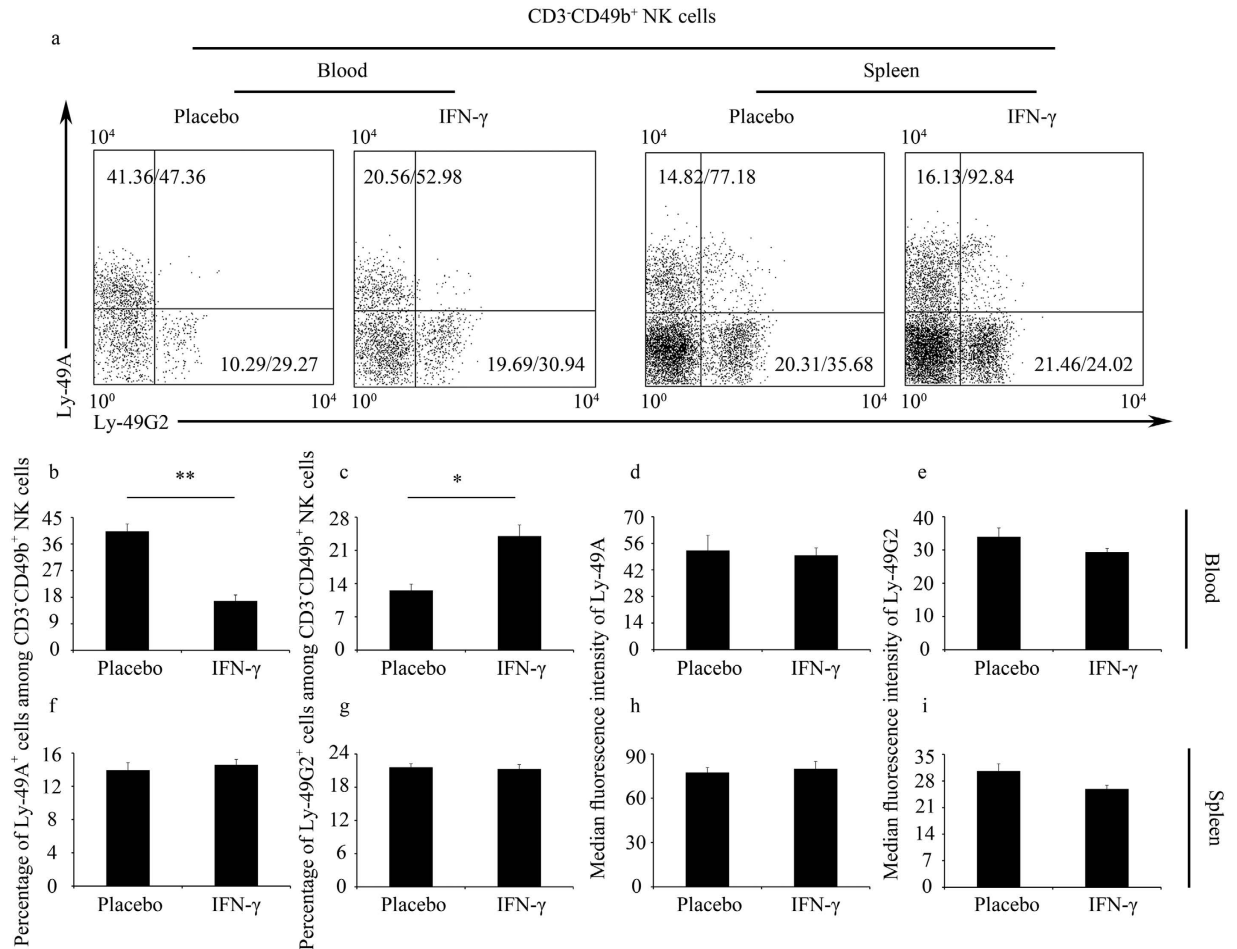 CD3-CD49b+ NK cells
a
Blood
Spleen
Placebo
IFN-γ
Placebo
IFN-γ
Ly-49A
10⁴
10⁴
10⁴
10⁴
41.36/47.36
20.56/52.98
14.82/77.18
16.13/92.84
10.29/29.27
19.69/30.94
20.31/35.68
21.46/24.02
10⁰
10⁴
10⁰
10⁴
10⁰
10⁴
10⁰
10⁴
Ly-49G2
Percentage of Ly-49A⁺ cells among CD3-CD49b⁺ NK cells
b
**
45
36
27
18
9
0
Placebo
IFN-γ
Percentage of Ly-49G2⁺ cells among CD3-CD49b⁺ NK cells
c
*
28
21
14
7
0
Placebo
IFN-γ
Median fluorescence intensity of Ly-49A
d
70
56
42
28
14
0
Placebo
IFN-γ
Median fluorescence intensity of Ly-49G2
e
40
30
20
10
0
Placebo
IFN-γ
Blood
f
16
12
8
4
0
Placebo
IFN-γ
g
24
18
12
6
0
Placebo
IFN-γ
h
90
60
30
0
Placebo
IFN-γ
i
35
28
21
14
7
0
Placebo
IFN-γ
Spleen